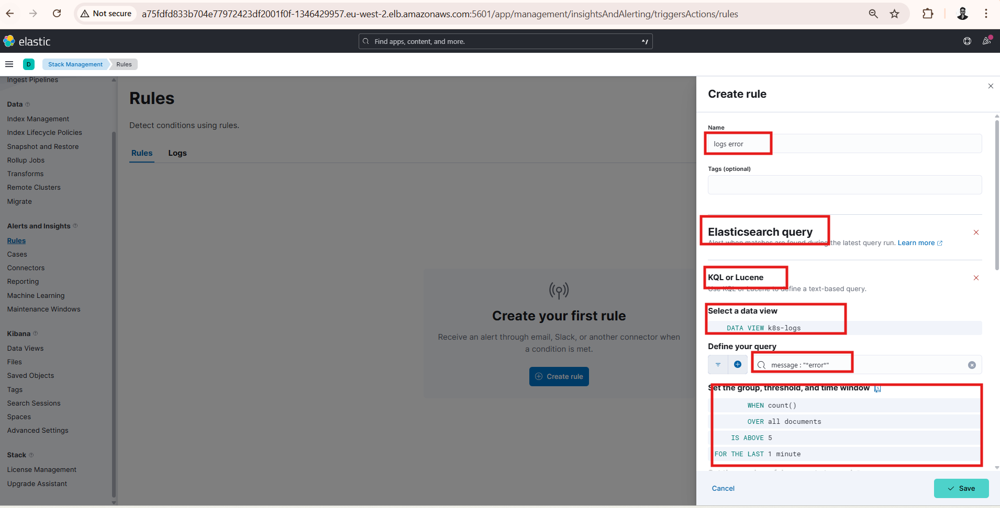 Not secure a75fdfd833b704e77972423df2001f0f-1346429957.eu-west-2.elb.amazonaws.com:5601/app/management/insightsAndAlerting/triggersActions/rules
elastic
Find apps, content, and more.
^/
D
Stack Management
Rules
Ingest Pipelines
Data
Index Management
Index Lifecycle Policies
Snapshot and Restore
Rollup Jobs
Transforms
Remote Clusters
Migrate
Alerts and Insights
Rules
Cases
Connectors
Reporting
Machine Learning
Maintenance Windows
Kibana
Data Views
Files
Saved Objects
Tags
Search Sessions
Spaces
Advanced Settings
Stack
License Management
Upgrade Assistant
Rules
Detect conditions using rules.
Rules
Logs
Create your first rule
Receive an alert through email, Slack, or another connector when
a condition is met.
Create rule
Create rule
Name
logs error
Tags (optional)
Elasticsearch query
Alert when matches are found during the latest query run. Learn more
KQL or Lucene
Use KQL or Lucene to define a text-based query.
Select a data view
DATA VIEW k8s-logs
Define your query
message : "*error*"
Set the group, threshold, and time window
WHEN count()
OVER all documents
IS ABOVE 5
FOR THE LAST 1 minute
Cancel
Save